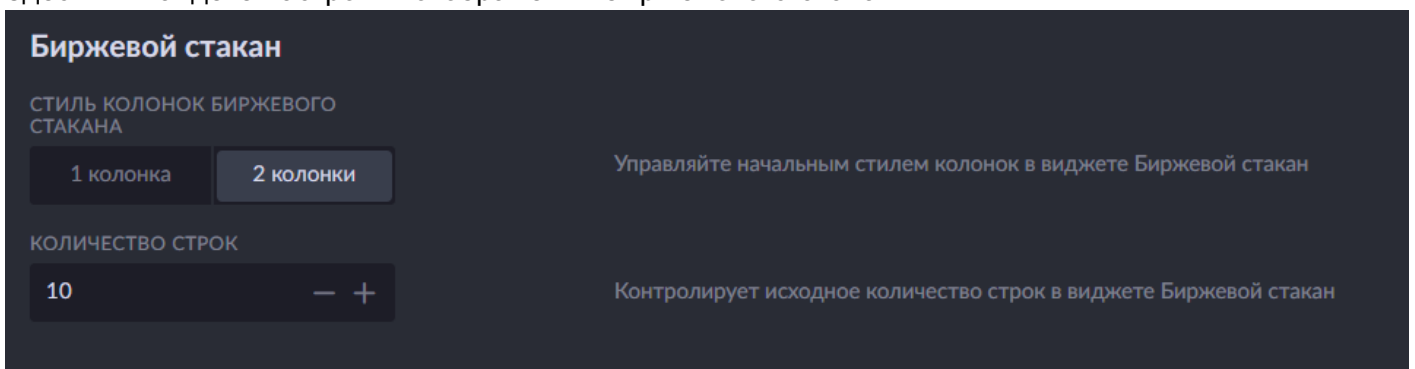 Биржевой стакан
СТИЛЬ КОЛОНОК БИРЖЕВОГО
СТАКАНА
1 колонка 2 колонки
Управляйте начальным стилем колонок в виджете Биржевой стакан
КОЛИЧЕСТВО СТРОК
10 — +
Контролирует исходное количество строк в виджете Биржевой стакан